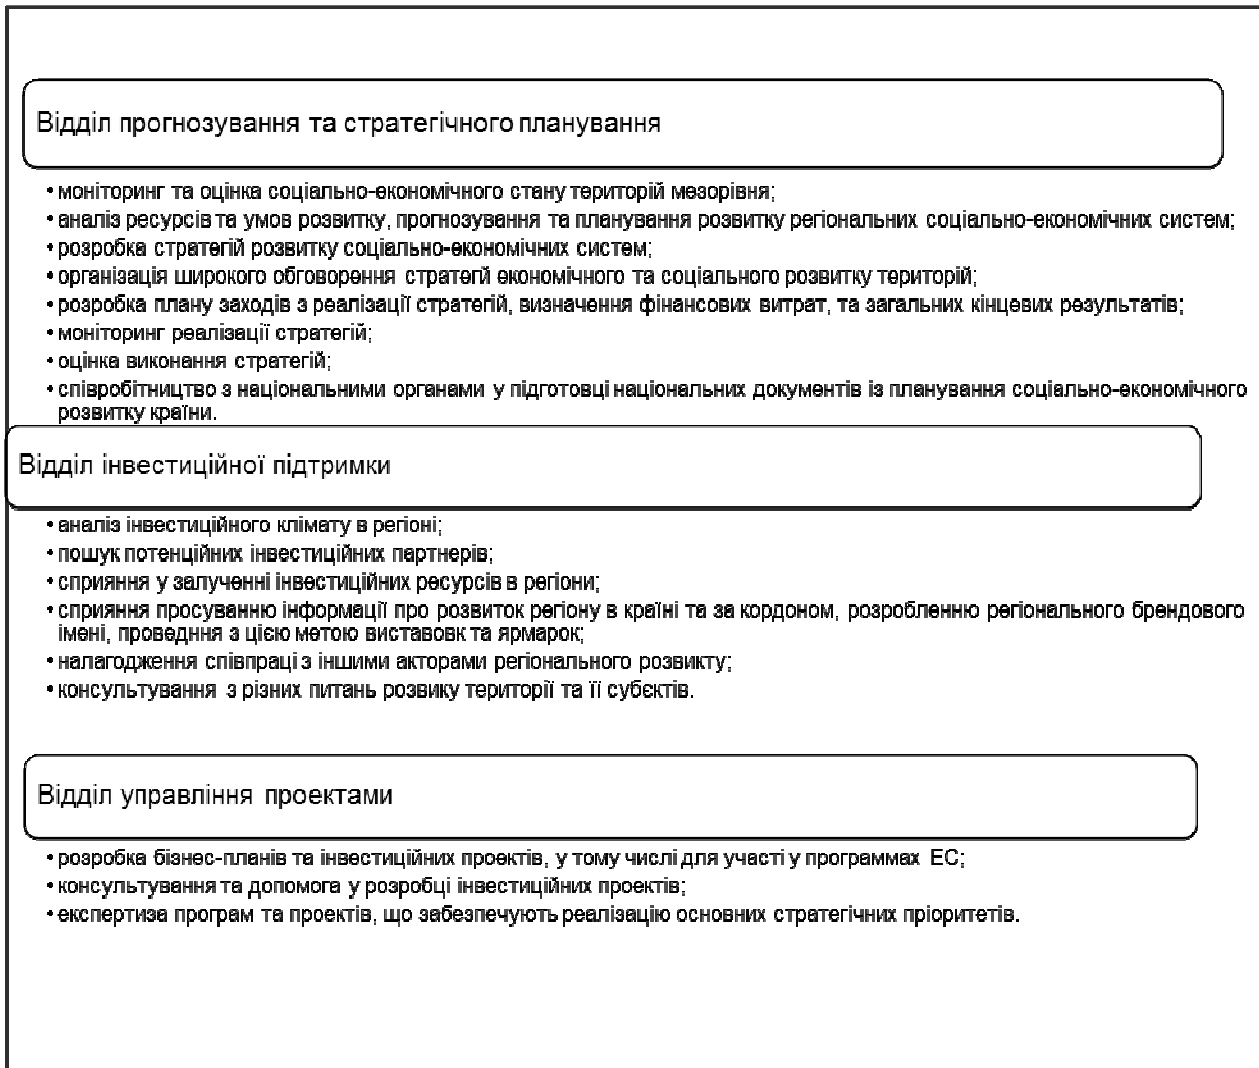 Відділ прогнозування та стратегічного планування
• моніторинг та оцінка соціально-економічного стану територій мезорівня;
• аналіз ресурсів та умов розвитку, прогнозування та планування розвитку регіональних соціально-економічних систем;
• розробка стратегій розвитку соціально-економічних систем;
• організація широкого обговорення стратегй економічного та соціального розвитку територій;
• розробка плану заходів з реалізації стратегій, визначення фінансових витрат, та загальних кінцевих результатів;
• моніторинг реалізації стратегій;
• оцінка виконання стратегій;
• співробітництво з національними органами у підготовці національних документів із планування соціально-економічного
розвитку країни.
Відділ інвестиційної підтримки
• аналіз інвестиційного клімату в регіоні;
• пошук потенційних інвестиційних партнерів;
• сприяння у залученні інвестиційних ресурсів в регіони;
• сприяння просуванню інформації про розвиток регіону в країні та за кордоном, розробленню регіонального брендового
імені, проведння з цією метою виставовк та ярмарок;
• налагодження співпраці з іншими акторами регіонального розвикту;
• консультування з різних питань розвику території та її субєктів.
Відділ управління проектами
• розробка бізнес-планів та інвестиційних проектів, у тому числі для участі у программах ЕС;
• консультування та допомога у розробці інвестиційних проектів;
• експертиза програм та проектів, що забезпечують реалізацію основних стратегічних пріоритетів.